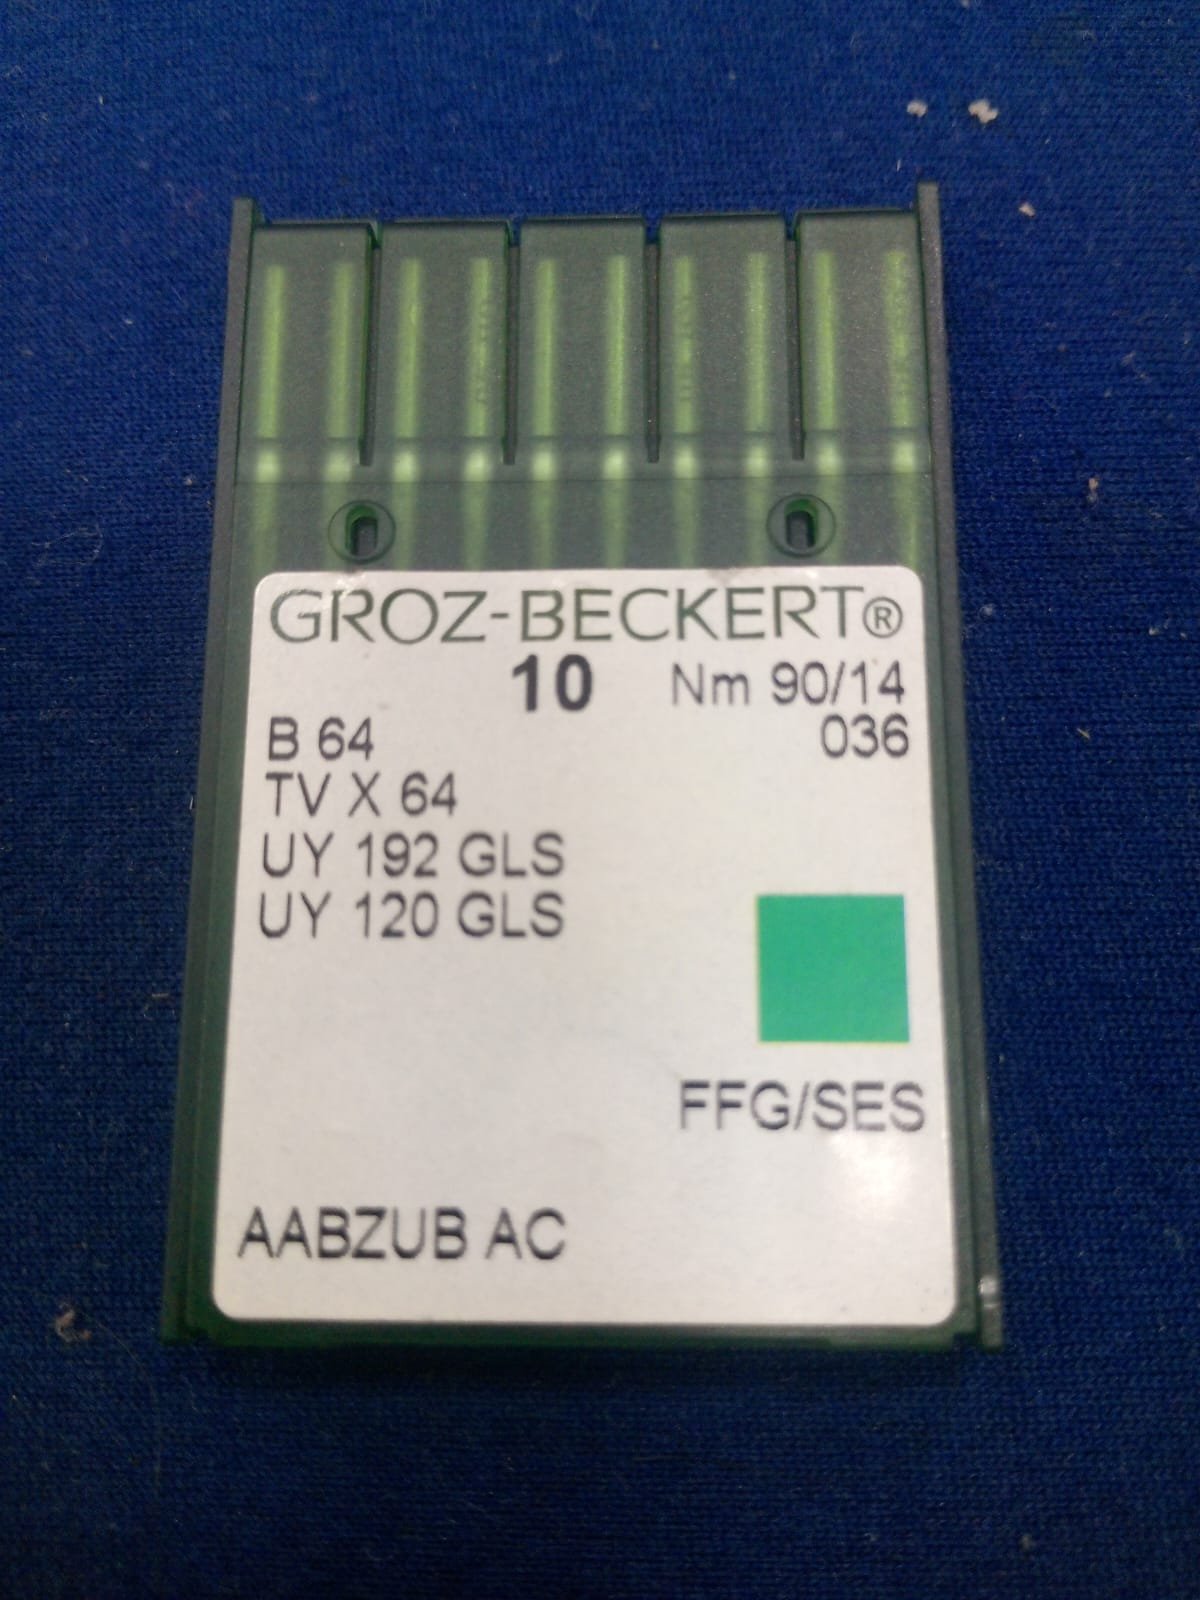 GROZ-BECKERT®
10 Nm 90/14
B 64 036
TV X 64
UY 192 GLS
UY 120 GLS
FFG/SES
AABZUB AC